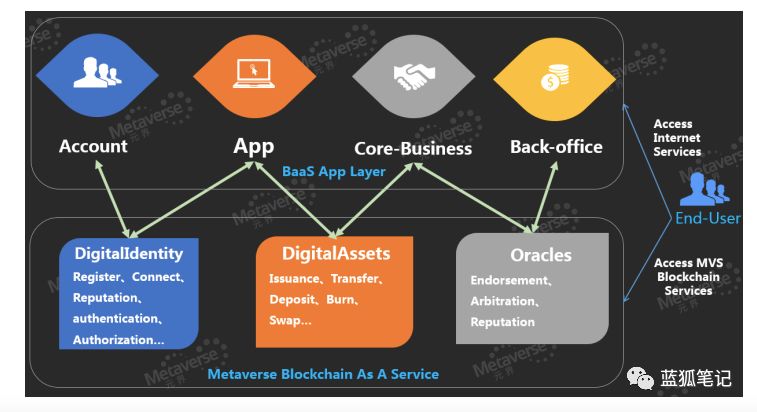 Account
App
Core-Business
Back-office
BaaS App Layer
Access
Internet
Services
End-User
Access MVS
Blockchain
Services
DigitalIdentity
Register、Connect、
Reputation、
authentication、
Authorization...
DigitalAssets
Issuance、Transfer、
Deposit、Burn、
Swap...
Oracles
Endorsement、
Arbitration、
Reputation
Metaverse Blockchain As A Service
Metaverse
元界
蓝狐笔记